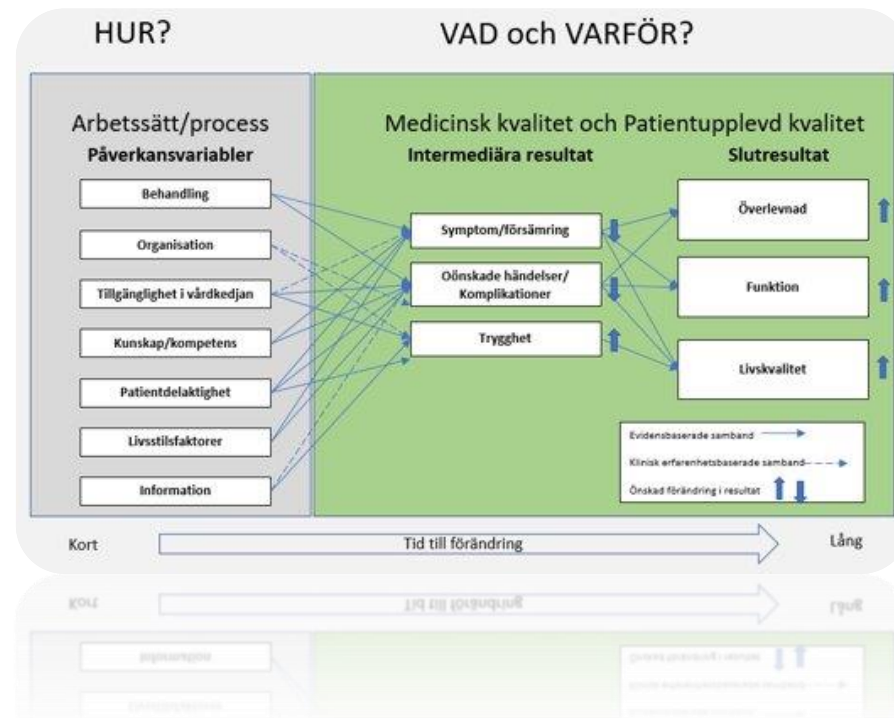 HUR?
VAD och VARFÖR?
Arbetssätt/process
Påverkansvariabler
Behandling
Organisation
Tillgänglighet i vårdkedjan
Kunskap/kompetens
Patientdelaktighet
Livsstilsfaktorer
Information
Medicinsk kvalitet och Patientupplevd kvalitet
Intermediära resultat
Slutresultat
Symptom/försämring
Oönskade händelser/
Komplikationer
Trygghet
Överlevnad
Funktion
Livskvalitet
Evidensbaserade samband
Klinisk erfarenhetsbaserade samband
Önskad förändring i resultat
Kort
Tid till förändring
Lång